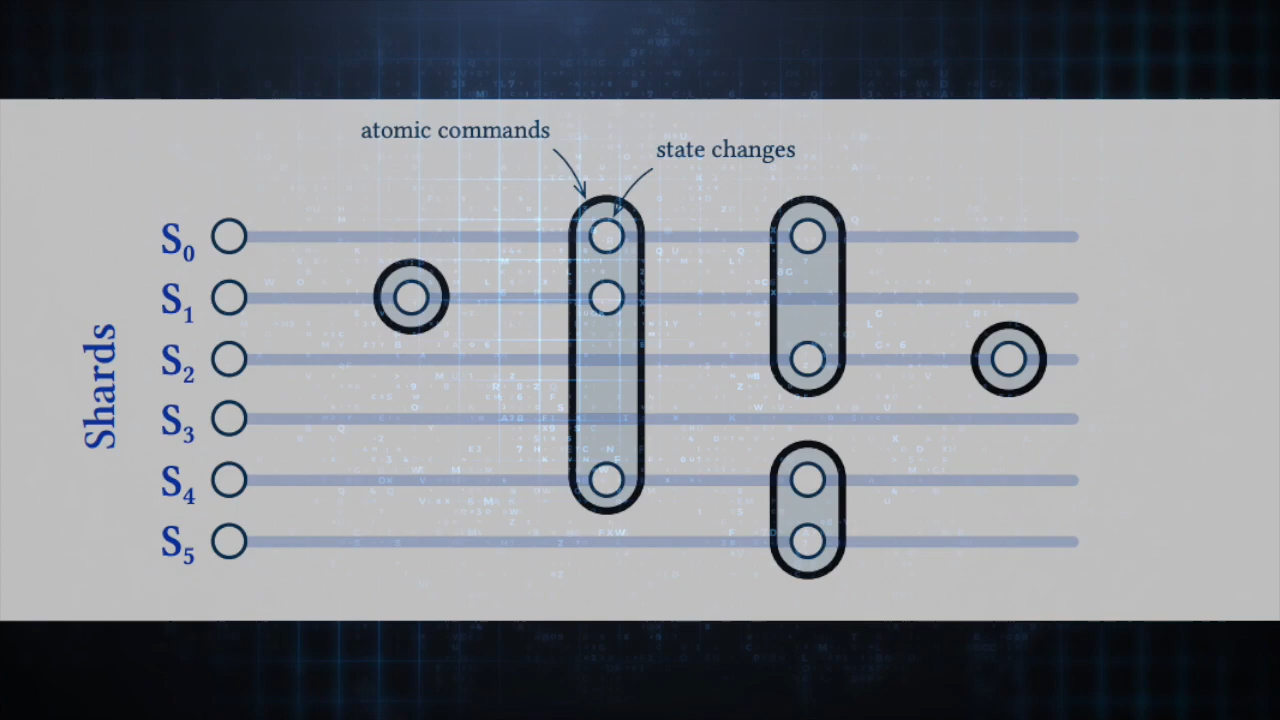 atomic commands
state changes
Shards
S0
S1
S2
S3
S4
S5